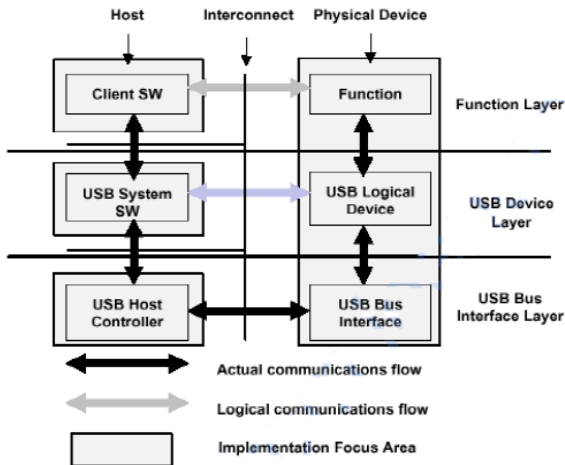 Host
Interconnect
Physical Device
Client SW
Function
Function Layer
USB System
SW
USB Logical
Device
USB Device
Layer
USB Host
Controller
USB Bus
Interface
USB Bus
Interface Layer
Actual communications flow
Logical communications flow
Implementation Focus Area